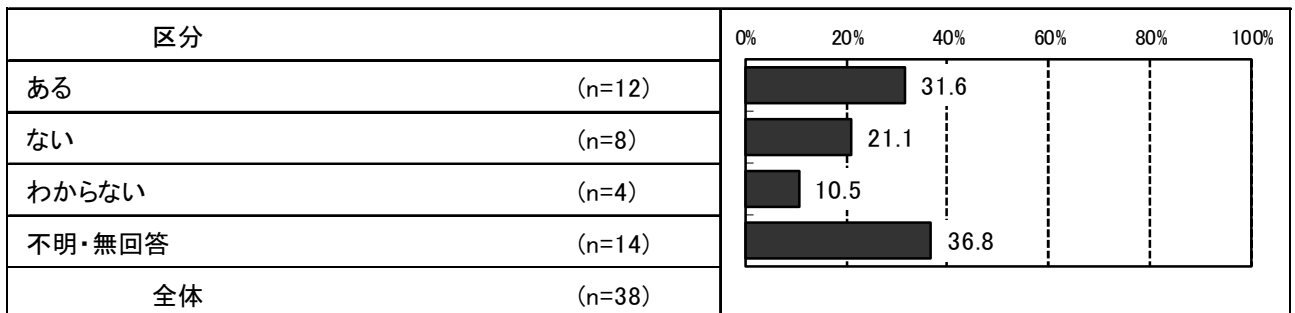 区分 0% 20% 40% 60% 80% 100%
ある (n=12) 31.6
ない (n=8) 21.1
わからない (n=4) 10.5
不明・無回答 (n=14) 36.8
全体 (n=38)